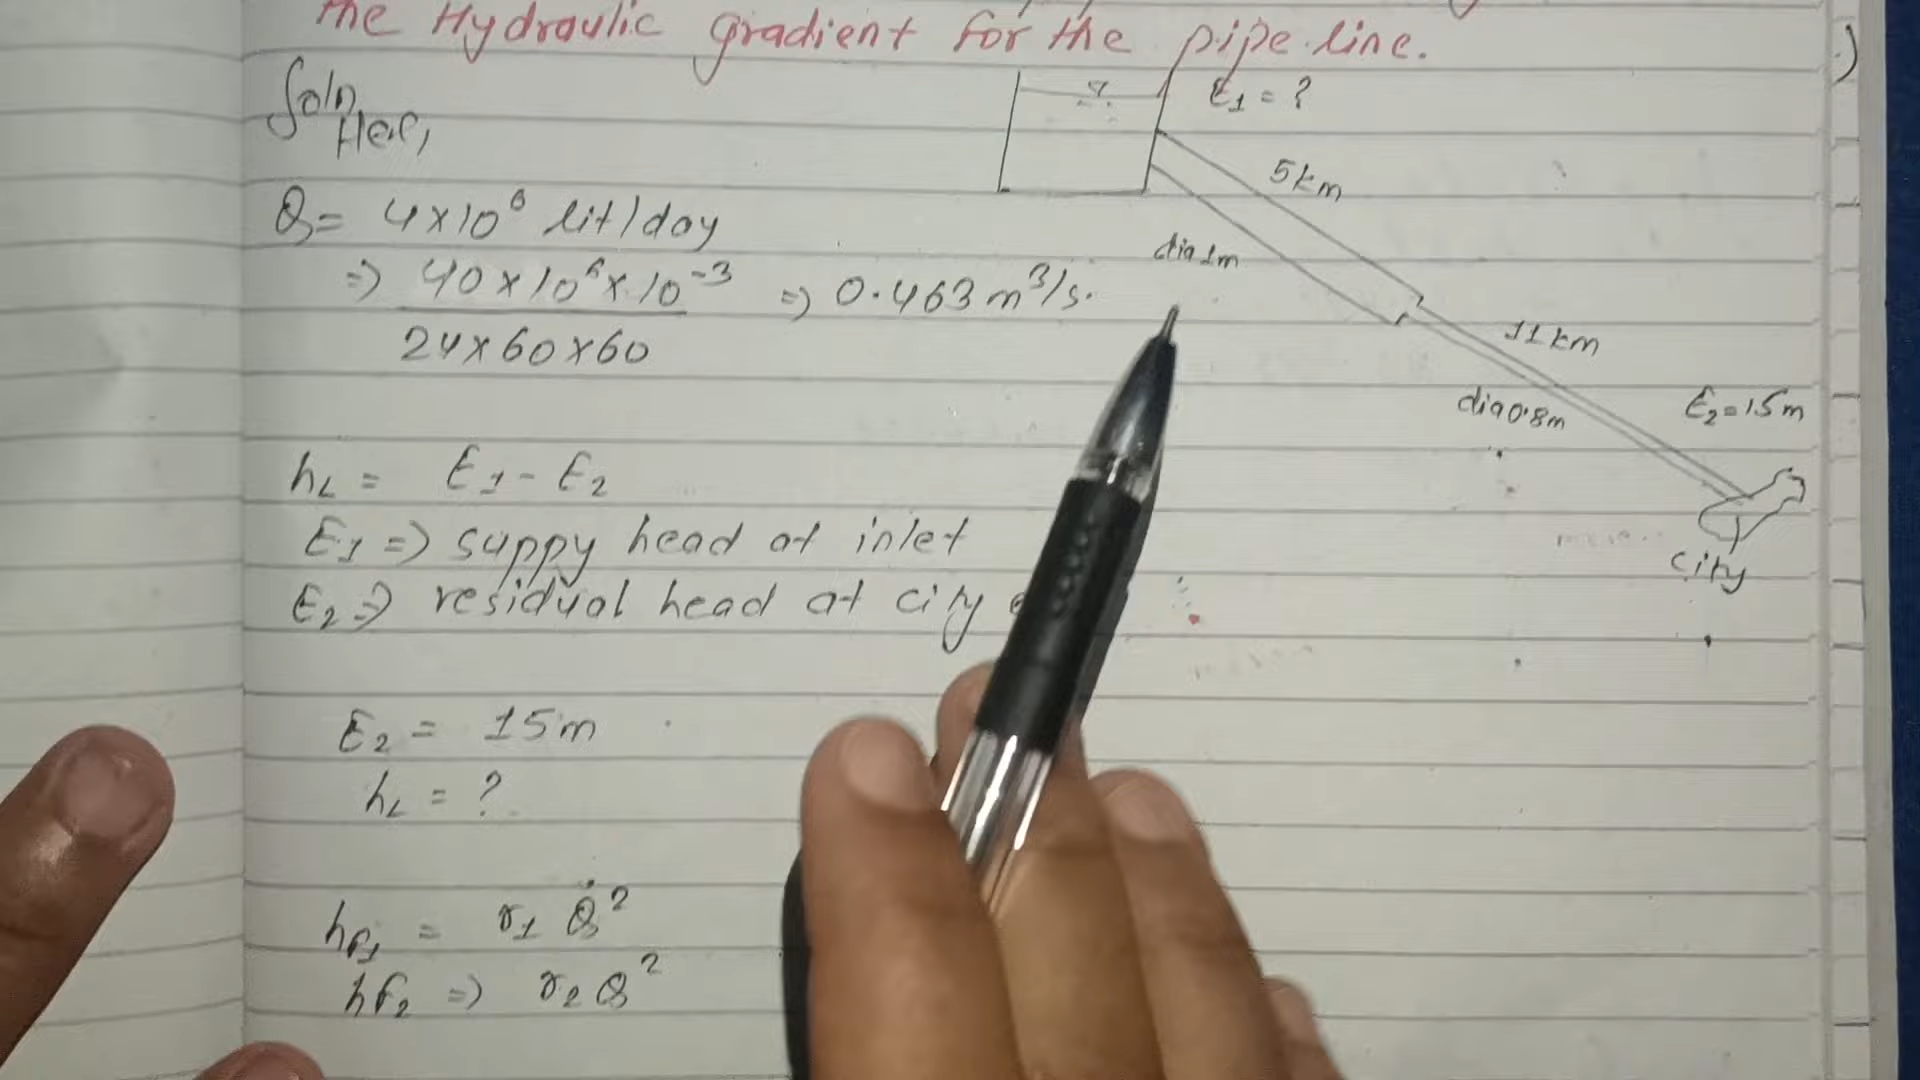 the Hydraulic gradient for the pipe line.
Soln
Here,
E1 = ?
5km
Q = 4×10⁶ lit/day
dia 1m
⇒ 40×10⁶×10⁻³ ⇒ 0.463 m³/s.
24×60×60
11km
dia 0.8m
E2 = 15m
hL = E1 - E2
E1 ⇒ suppy head at inlet
city
E2 ⇒ residual head at city
E2 = 15m
hL = ?
hf1 = r1 Q²
hf2 ⇒ r2 Q²